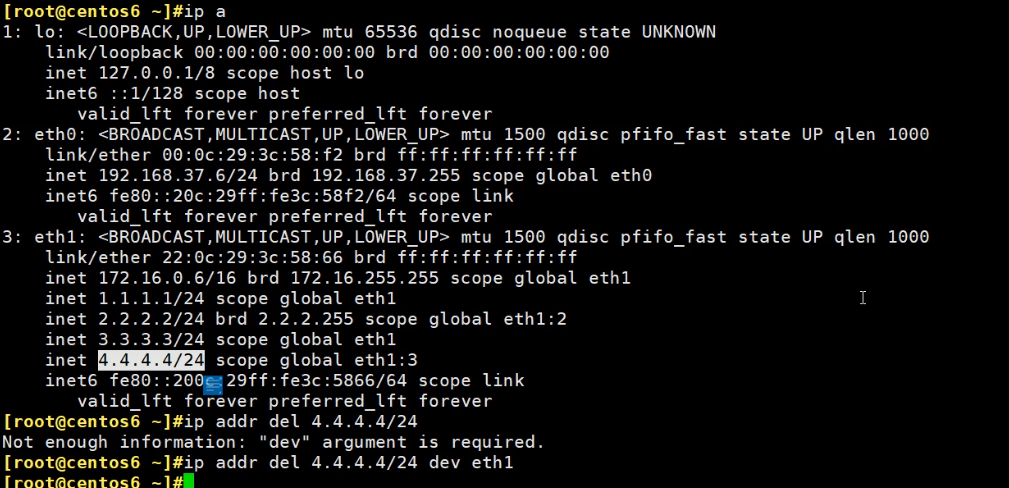 [root@centos6 ~]#ip a
1: lo: <LOOPBACK,UP,LOWER_UP> mtu 65536 qdisc noqueue state UNKNOWN
    link/loopback 00:00:00:00:00:00 brd 00:00:00:00:00:00
    inet 127.0.0.1/8 scope host lo
    inet6 ::1/128 scope host
       valid_lft forever preferred_lft forever
2: eth0: <BROADCAST,MULTICAST,UP,LOWER_UP> mtu 1500 qdisc pfifo_fast state UP qlen 1000
    link/ether 00:0c:29:3c:58:f2 brd ff:ff:ff:ff:ff:ff
    inet 192.168.37.6/24 brd 192.168.37.255 scope global eth0
    inet6 fe80::20c:29ff:fe3c:58f2/64 scope link
       valid_lft forever preferred_lft forever
3: eth1: <BROADCAST,MULTICAST,UP,LOWER_UP> mtu 1500 qdisc pfifo_fast state UP qlen 1000
    link/ether 22:0c:29:3c:58:66 brd ff:ff:ff:ff:ff:ff
    inet 172.16.0.6/16 brd 172.16.255.255 scope global eth1
    inet 1.1.1.1/24 scope global eth1
    inet 2.2.2.2/24 brd 2.2.2.255 scope global eth1:2
    inet 3.3.3.3/24 scope global eth1
    inet 4.4.4.4/24 scope global eth1:3
    inet6 scope link
       valid_lft forever preferred_lft forever
[root@centos6 ~]#ip addr del 4.4.4.4/24
Not enough information: "dev" argument is required.
[root@centos6 ~]#ip addr del 4.4.4.4/24 dev eth1
[root@centos6 ~]#